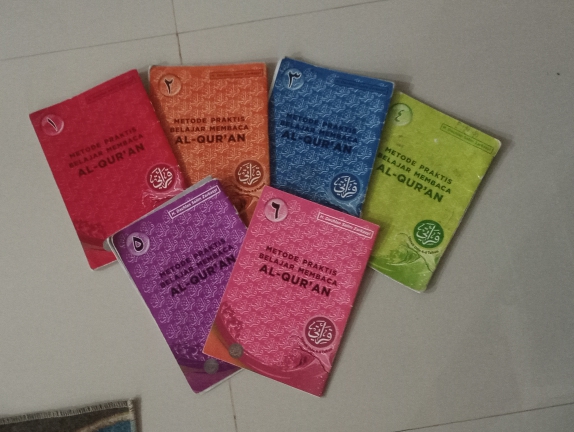 ١
METODE PRAKTIS
BELAJAR MEMBACA
AL-QUR'AN
قرآءتي
٢
METODE PRAKTIS
BELAJAR MEMBACA
AL-QUR'AN
٣
METODE PRAKTIS
BELAJAR MEMBACA
AL-QUR'AN
٤
METODE PRAKTIS
BELAJAR MEMBACA
AL-QUR'AN
٥
METODE PRAKTIS
BELAJAR MEMBACA
AL-QUR'AN
٦
METODE PRAKTIS
BELAJAR MEMBACA
AL-QUR'AN